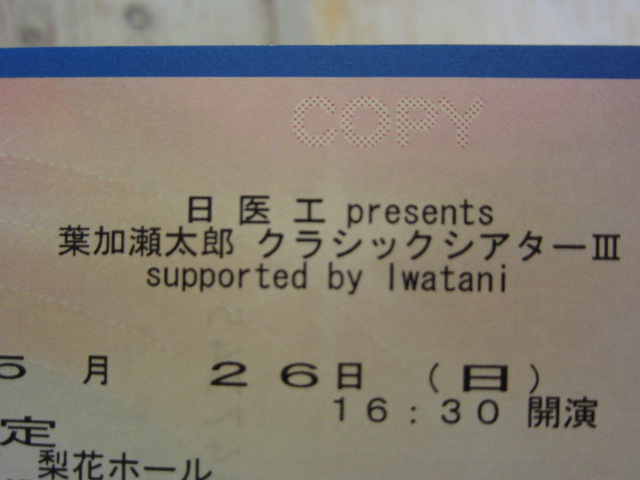 COPY
日医工 presents
葉加瀬太郎 クラシックシアターⅢ
supported by Iwatani
5月 26日(日)
16:30 開演
定
梨花ホール